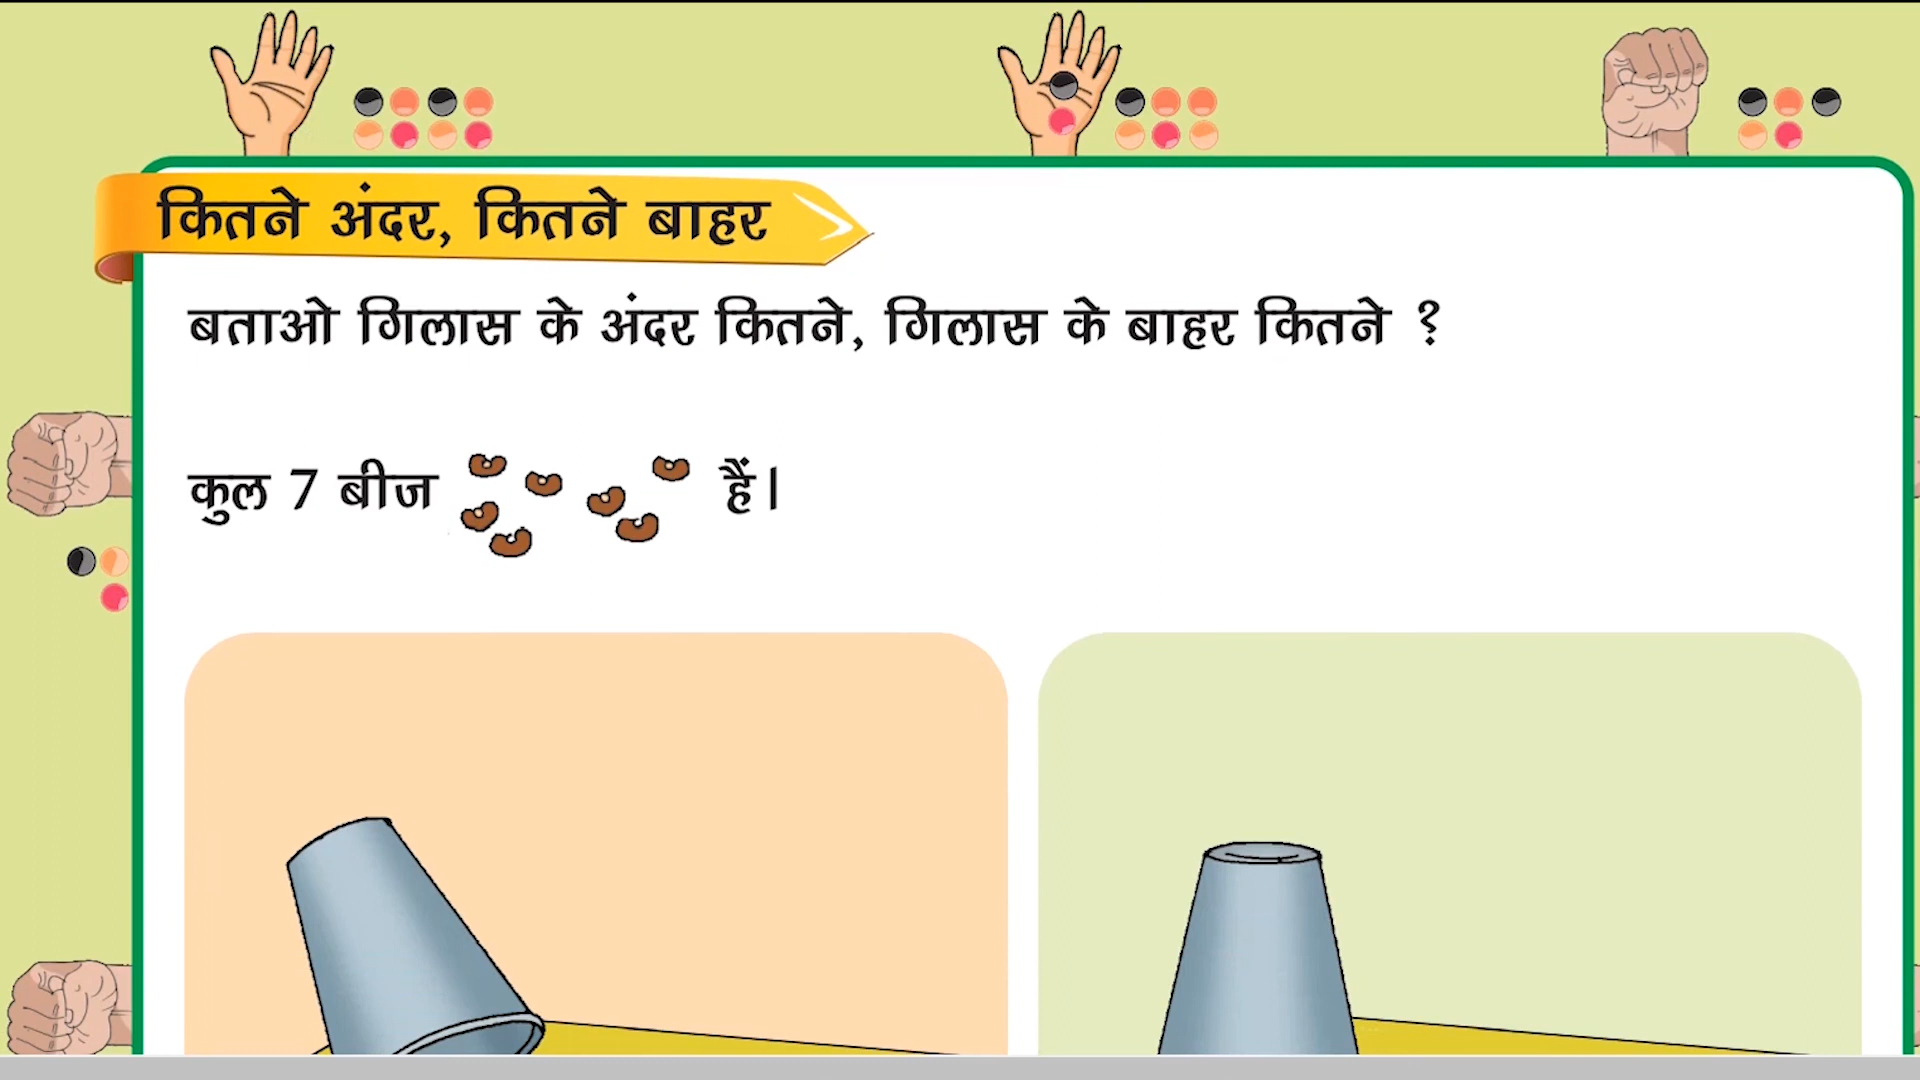 कितने अंदर, कितने बाहर
बताओ गिलास के अंदर कितने, गिलास के बाहर कितने ?
कुल 7 बीज हैं।